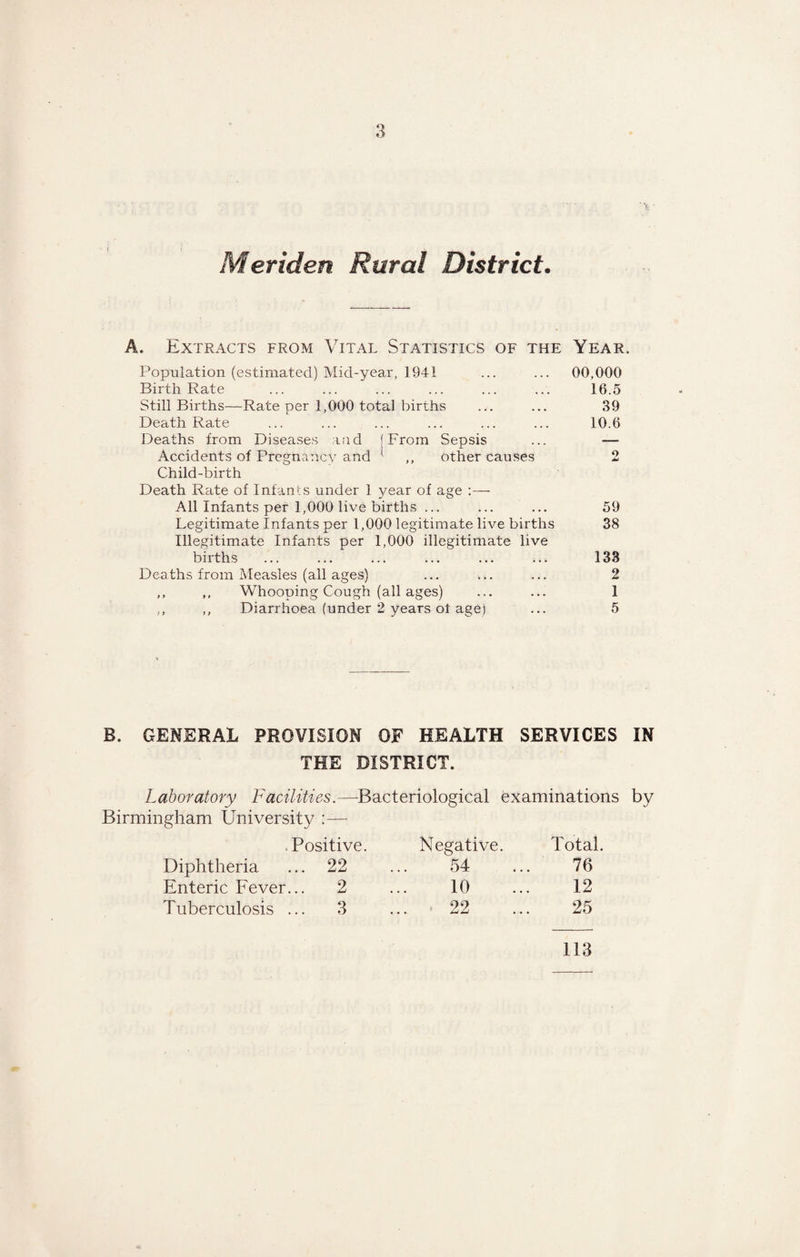 3
Meriden Rural District.
A. Extracts from Vital Statistics of the Year.
Population (estimated) Mid-year, 1941 ... ... 00,000
Birth Rate ... ... ... ... ... ... 16.5
Still Births—Rate per 1,000 total births ... ... 39
Death Rate ... ... ... ... ... ... 10.6
Deaths from Diseases and { From Sepsis ... —
Accidents of Pregnancy and { ,, other causes 2
Child-birth
Death Rate of Infants under 1 year of age :—
All Infants per 1,000 live births ... ... ... 59
Legitimate Infants per 1,000 legitimate live births 38
Illegitimate Infants per 1,000 illegitimate live
births ... ... ... ... ... ... 133
Deaths from Measles (all ages) ... ... ... 2
,, ,, Whooping Cough (all ages) ... ... 1
,, ,, Diarrhoea (under 2 years of age) ... 5
B. GENERAL PROVISION OF HEALTH SERVICES IN
THE DISTRICT.
Laboratory Facilities.—Bacteriological examinations by
Birmingham University :—
Positive. Negative. Total.
Diphtheria ... 22 ... 54 ... 76
Enteric Fever... 2 ... 10 ... 12
Tuberculosis ... 3 ... 22 ... 25
113